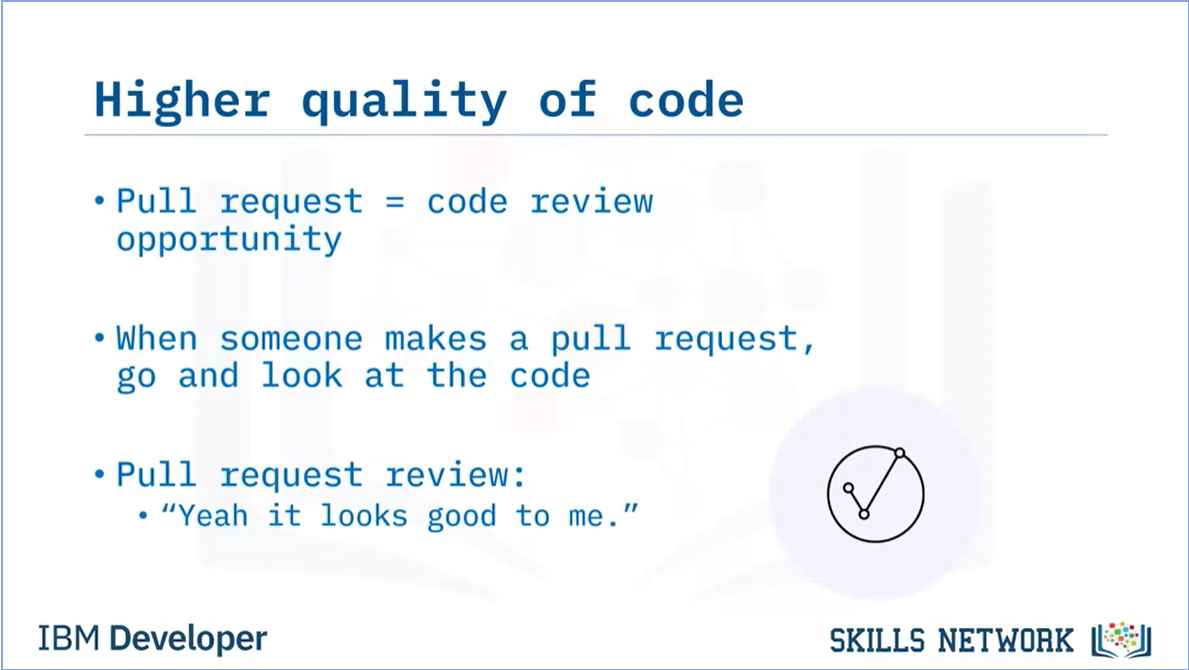 Higher quality of code
• Pull request = code review
opportunity
• When someone makes a pull request,
go and look at the code
• Pull request review:
• “Yeah it looks good to me.”
IBM Developer
SKILLS NETWORK